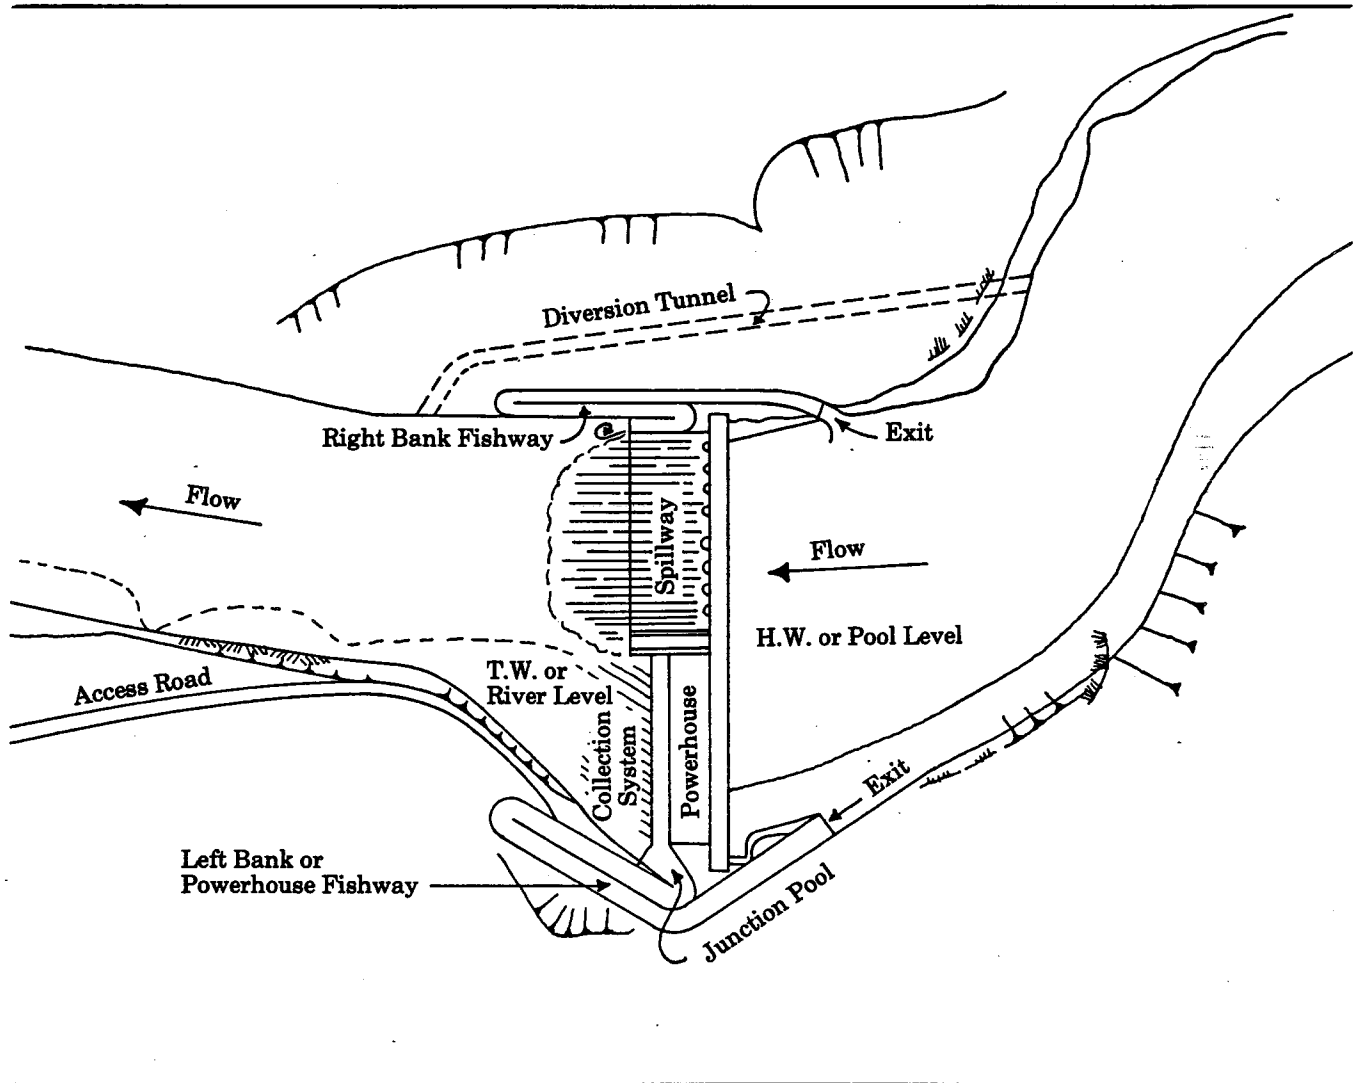 Diversion Tunnel
Right Bank Fishway
Exit
Flow
Spillway
Flow
H.W. or Pool Level
T.W. or
River Level
Access Road
Collection
System
Powerhouse
Exit
Left Bank or
Powerhouse Fishway
Junction Pool